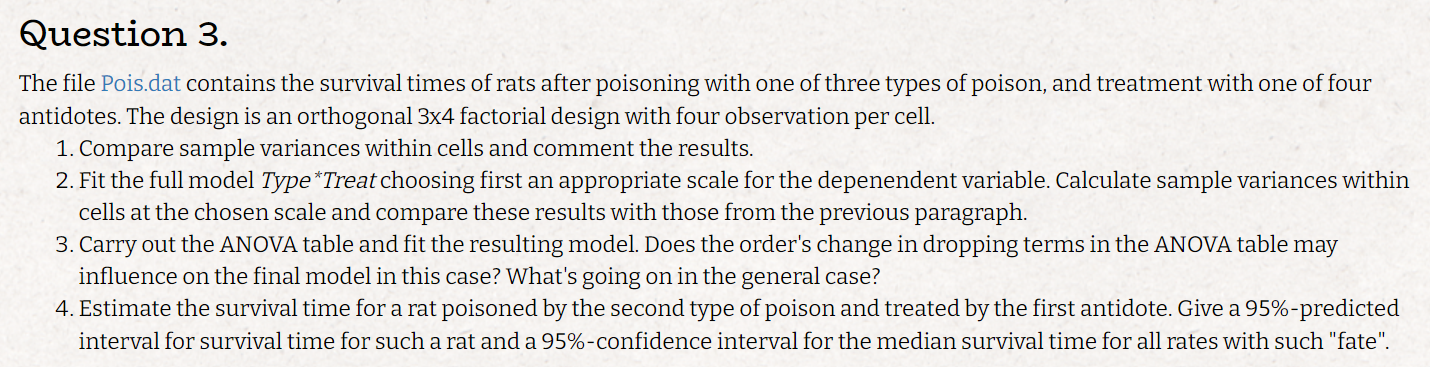 Question 3.
The file Pois.dat contains the survival times of rats after poisoning with one of three types of poison, and treatment with one of four
antidotes. The design is an orthogonal 3x4 factorial design with four observation per cell.
1. Compare sample variances within cells and comment the results.
2. Fit the full model Type*Treat choosing first an appropriate scale for the depenendent variable. Calculate sample variances within
cells at the chosen scale and compare these results with those from the previous paragraph.
3. Carry out the ANOVA table and fit the resulting model. Does the order's change in dropping terms in the ANOVA table may
influence on the final model in this case? What's going on in the general case?
4. Estimate the survival time for a rat poisoned by the second type of poison and treated by the first antidote. Give a 95%-predicted
interval for survival time for such a rat and a 95%-confidence interval for the median survival time for all rates with such "fate".